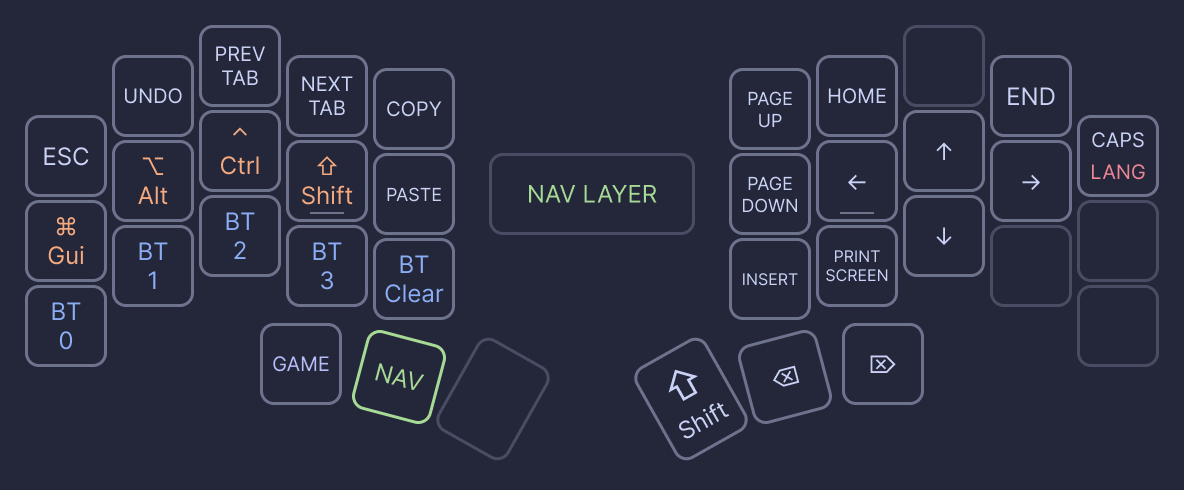 ESC
⌘
Gui
BT
0
UNDO
⌥
Alt
BT
1
PREV
TAB
^
Ctrl
BT
2
NEXT
TAB
⇧
Shift
BT
3
COPY
PASTE
BT
Clear
GAME
NAV
NAV LAYER
PAGE
UP
PAGE
DOWN
INSERT
HOME
←
PRINT
SCREEN
↑
↓
END
→
CAPS
LANG
⇧
Shift
⌫
⌦